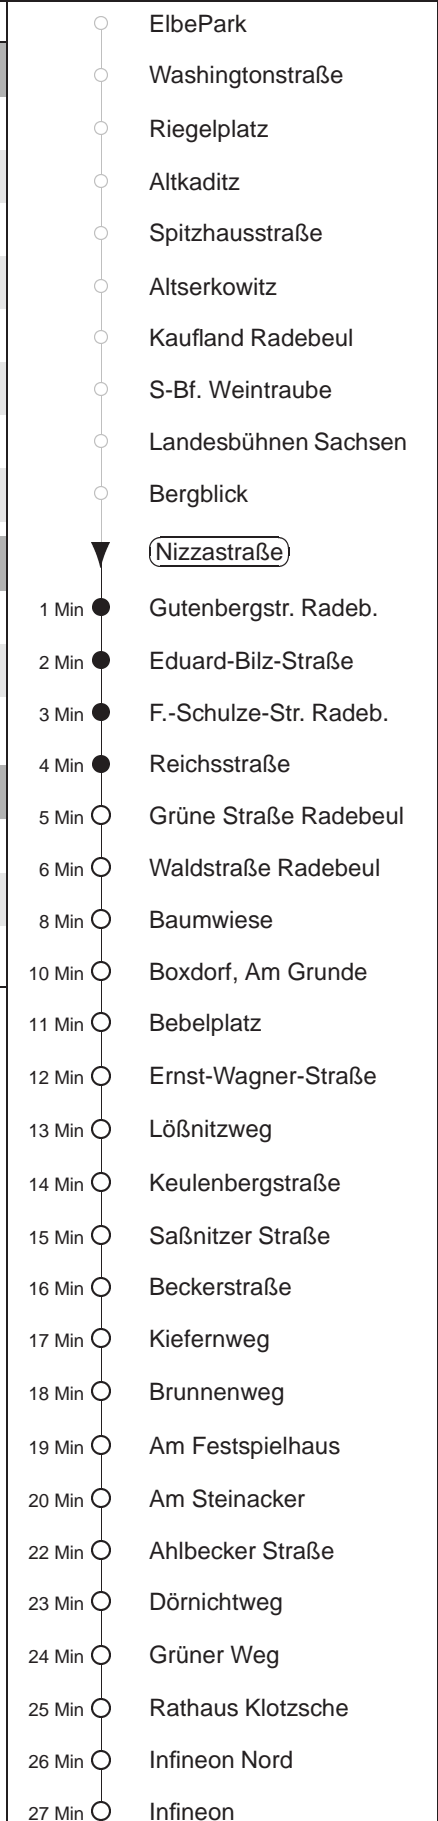 ElbePark
Washingtonstraße
Riegelplatz
Altkaditz
Spitzhausstraße
Altserkowitz
Kaufland Radebeul
S-Bf. Weintraube
Landesbühnen Sachsen
Bergblick
Nizzastraße
1 Min Gutenbergstr. Radeb.
2 Min Eduard-Bilz-Straße
3 Min F.-Schulze-Str. Radeb.
4 Min Reichsstraße
5 Min Grüne Straße Radebeul
6 Min Waldstraße Radebeul
8 Min Baumwiese
10 Min Boxdorf, Am Grunde
11 Min Bebelplatz
12 Min Ernst-Wagner-Straße
13 Min Lößnitzweg
14 Min Keulenbergstraße
15 Min Saßnitzer Straße
16 Min Beckerstraße
17 Min Kiefernweg
18 Min Brunnenweg
19 Min Am Festspielhaus
20 Min Am Steinacker
22 Min Ahlbecker Straße
23 Min Dörnichtweg
24 Min Grüner Weg
25 Min Rathaus Klotzsche
26 Min Infineon Nord
27 Min Infineon